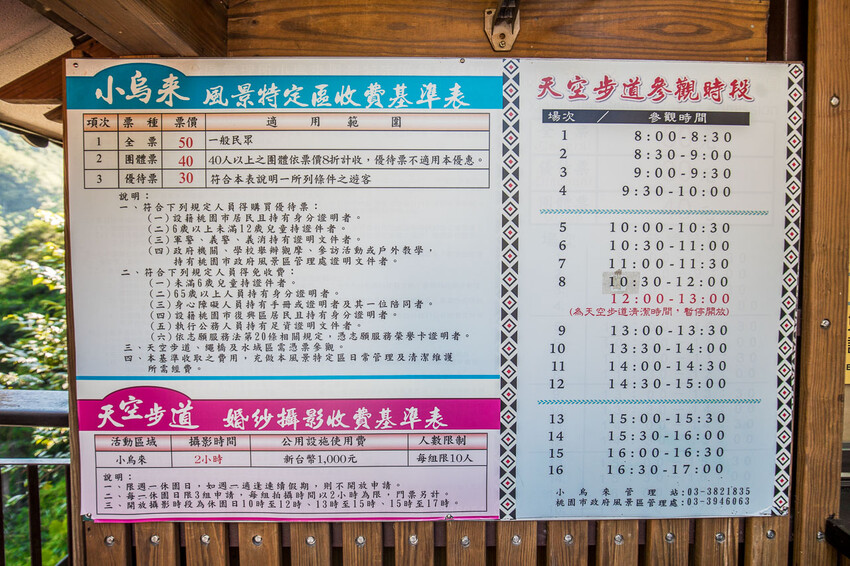 小烏來 風景特定區收費基準表
項次 票種 票價 適用範圍
1 全票 50 一般民眾
2 團體票 40 40人以上之團體依票價8折計收，優待票不適用本優惠。
3 優待票 30 符合本表說明一所列條件之遊客
說明：
一、符合下列規定人員得購買優待票：
(一)設籍桃園市居民且持有身分證明者。
(二)6歲以上未滿12歲兒童持證件者。
(三)軍警、義警、義消持有證明文件者。
(四)政府機關、學校舉辦觀摩、參訪活動或戶外教學，
持有桃園市政府風景區管理處證明文件者。
二、符合下列規定人員得免收費：
(一)未滿6歲兒童持證件者。
(二)65歲以上人員持有身分證明者。
(三)身心障礙人員持有手冊或證明者及其一位陪同者。
(四)設籍桃園市復興區居民且持有身分證明者。
(五)執行公務人員持有足資證明文件者。
(六)依志願服務法第20條相關規定，憑志願服務榮譽卡證明者。
三、天空步道、繩橋及水域區需憑票參觀。
四、本基準收取之費用，充做本風景特定區日常管理及清潔維護
所需經費。
天空步道 婚紗攝影收費基準表
活動區域 攝影時間 公用設施使用費 人數限制
小烏來 2小時 新台幣1,000元 每組限10人
說明：
一、限週一休園日，如週一適逢連續假期，則不開放申請。
二、每一休園日限3組申請，每組拍攝時間以2小時為限，門票另計。
三、開放攝影時段為休園日10時至12時、13時至15時、15時至17時。
天空步道參觀時段
場次 / 參觀時間
1 8:00-8:30
2 8:30-9:00
3 9:00-9:30
4 9:30-10:00
5 10:00-10:30
6 10:30-11:00
7 11:00-11:30
8 10:30-12:00
12:00-13:00
(為天空步道清潔時間，暫停開放)
9 13:00-13:30
10 13:30-14:00
11 14:00-14:30
12 14:30-15:00
13 15:00-15:30
14 15:30-16:00
15 16:00-16:30
16 16:30-17:00
小烏來管理站:03-3821835
桃園市政府風景區管理處:03-3946063